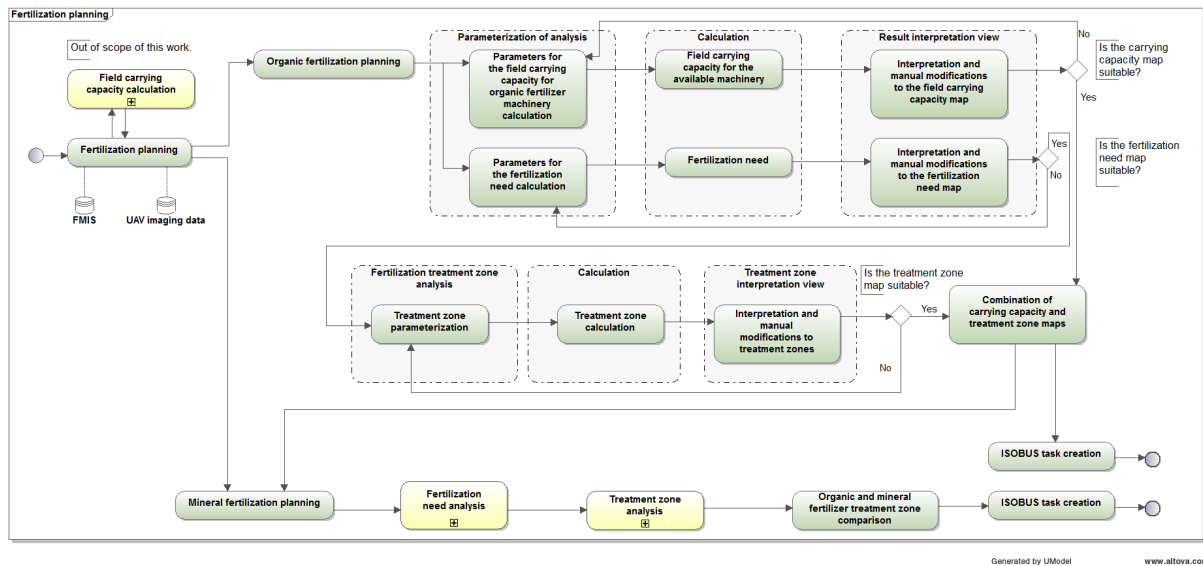 Fertilization planning
Out of scope of this work.
Field carrying
capacity calculation
Fertilization planning
FMIS
UAV imaging data
Organic fertilization planning
Parameterization of analysis
Parameters for
the field carrying
capacity for
organic fertilizer
machinery
calculation
Parameters for
the fertilization
need calculation
Calculation
Field carrying
capacity for the
available machinery
Fertilization need
Result interpretation view
Interpretation and
manual modifications
to the field carrying
capacity map
Interpretation and
manual modifications
to the fertilization
need map
No
Is the carrying
capacity map
suitable?
Yes
Yes
No
Is the fertilization
need map
suitable?
Fertilization treatment zone
analysis
Treatment zone
parameterization
Calculation
Treatment zone
calculation
Treatment zone
interpretation view
Interpretation and
manual
modifications to
treatment zones
Is the treatment zone
map suitable?
Yes
No
Combination of
carrying capacity and
treatment zone maps
ISOBUS task creation
Mineral fertilization planning
Fertilization
need analysis
Treatment zone
analysis
Organic and mineral
fertilizer treatment zone
comparison
ISOBUS task creation
Generated by UModel
www.altova.co